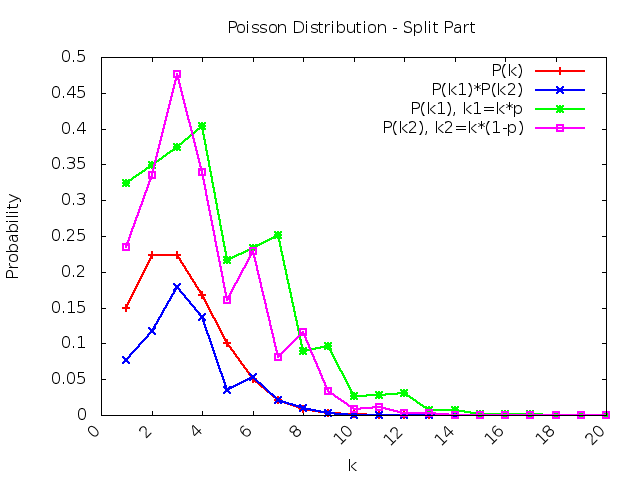 Poisson Distribution - Split Part
0.5
0.45
0.4
0.35
0.3
0.25
0.2
0.15
0.1
0.05
0
Probability
P(k)
P(k1)*P(k2)
P(k1), k1=k*p
P(k2), k2=k*(1-p)
0 2 4 6 8 10 12 14 16 18 20
k